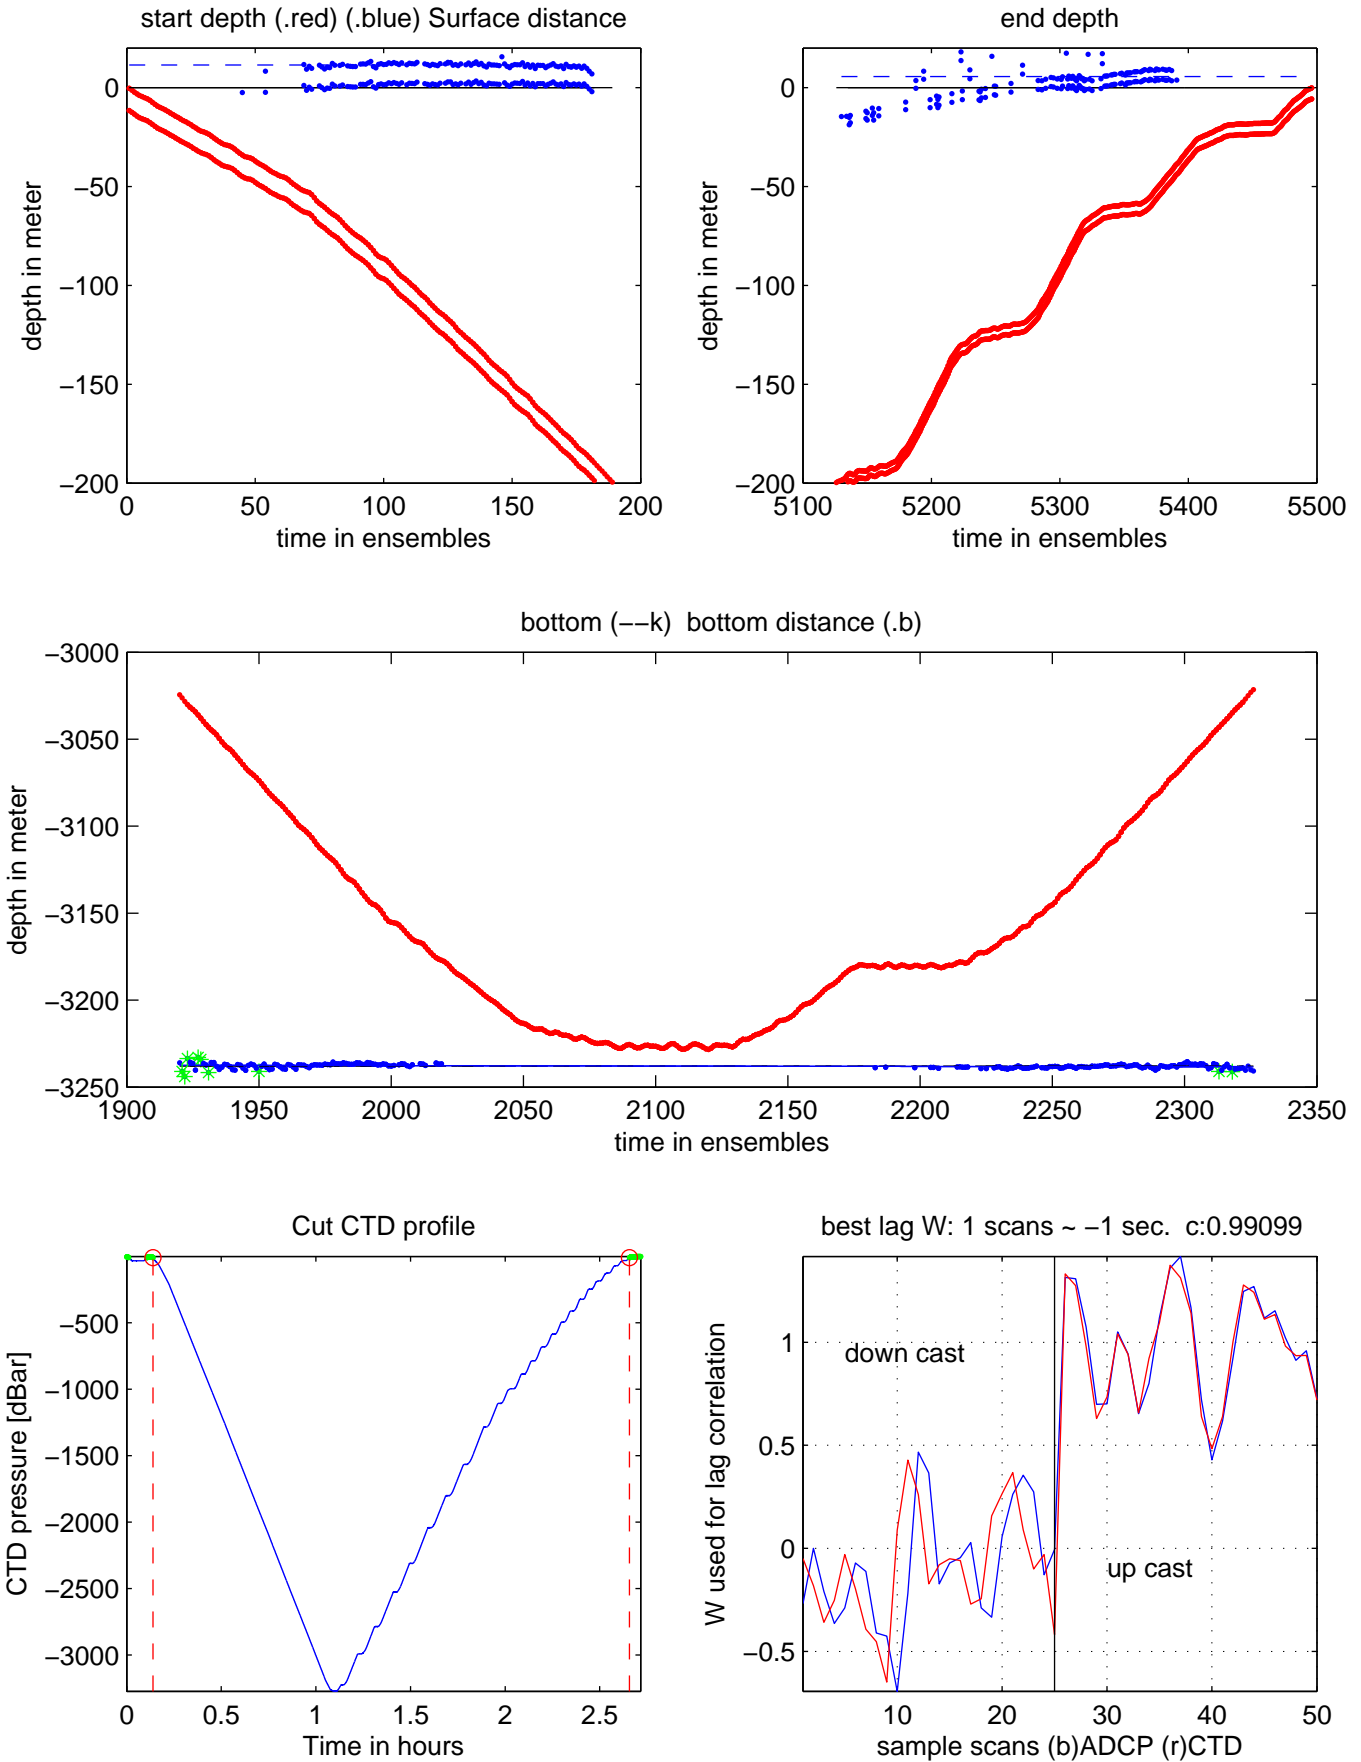 start depth (.red) (.blue) Surface distance
0
−50
−100
−150
−200
depth in meter
0 50 100 150 200
time in ensembles
end depth
0
−50
−100
−150
−200
depth in meter
5100 5200 5300 5400 5500
time in ensembles
bottom (−−k) bottom distance (.b)
−3000
−3050
−3100
−3150
−3200
−3250
depth in meter
1900 1950 2000 2050 2100 2150 2200 2250 2300 2350
time in ensembles
Cut CTD profile
−500
−1000
−1500
−2000
−2500
−3000
CTD pressure [dBar]
0 0.5 1 1.5 2 2.5
Time in hours
best lag W: 1 scans ~ −1 sec. c:0.99099
1
0.5
0
−0.5
W used for lag correlation
down cast
up cast
10 20 30 40 50
sample scans (b)ADCP (r)CTD